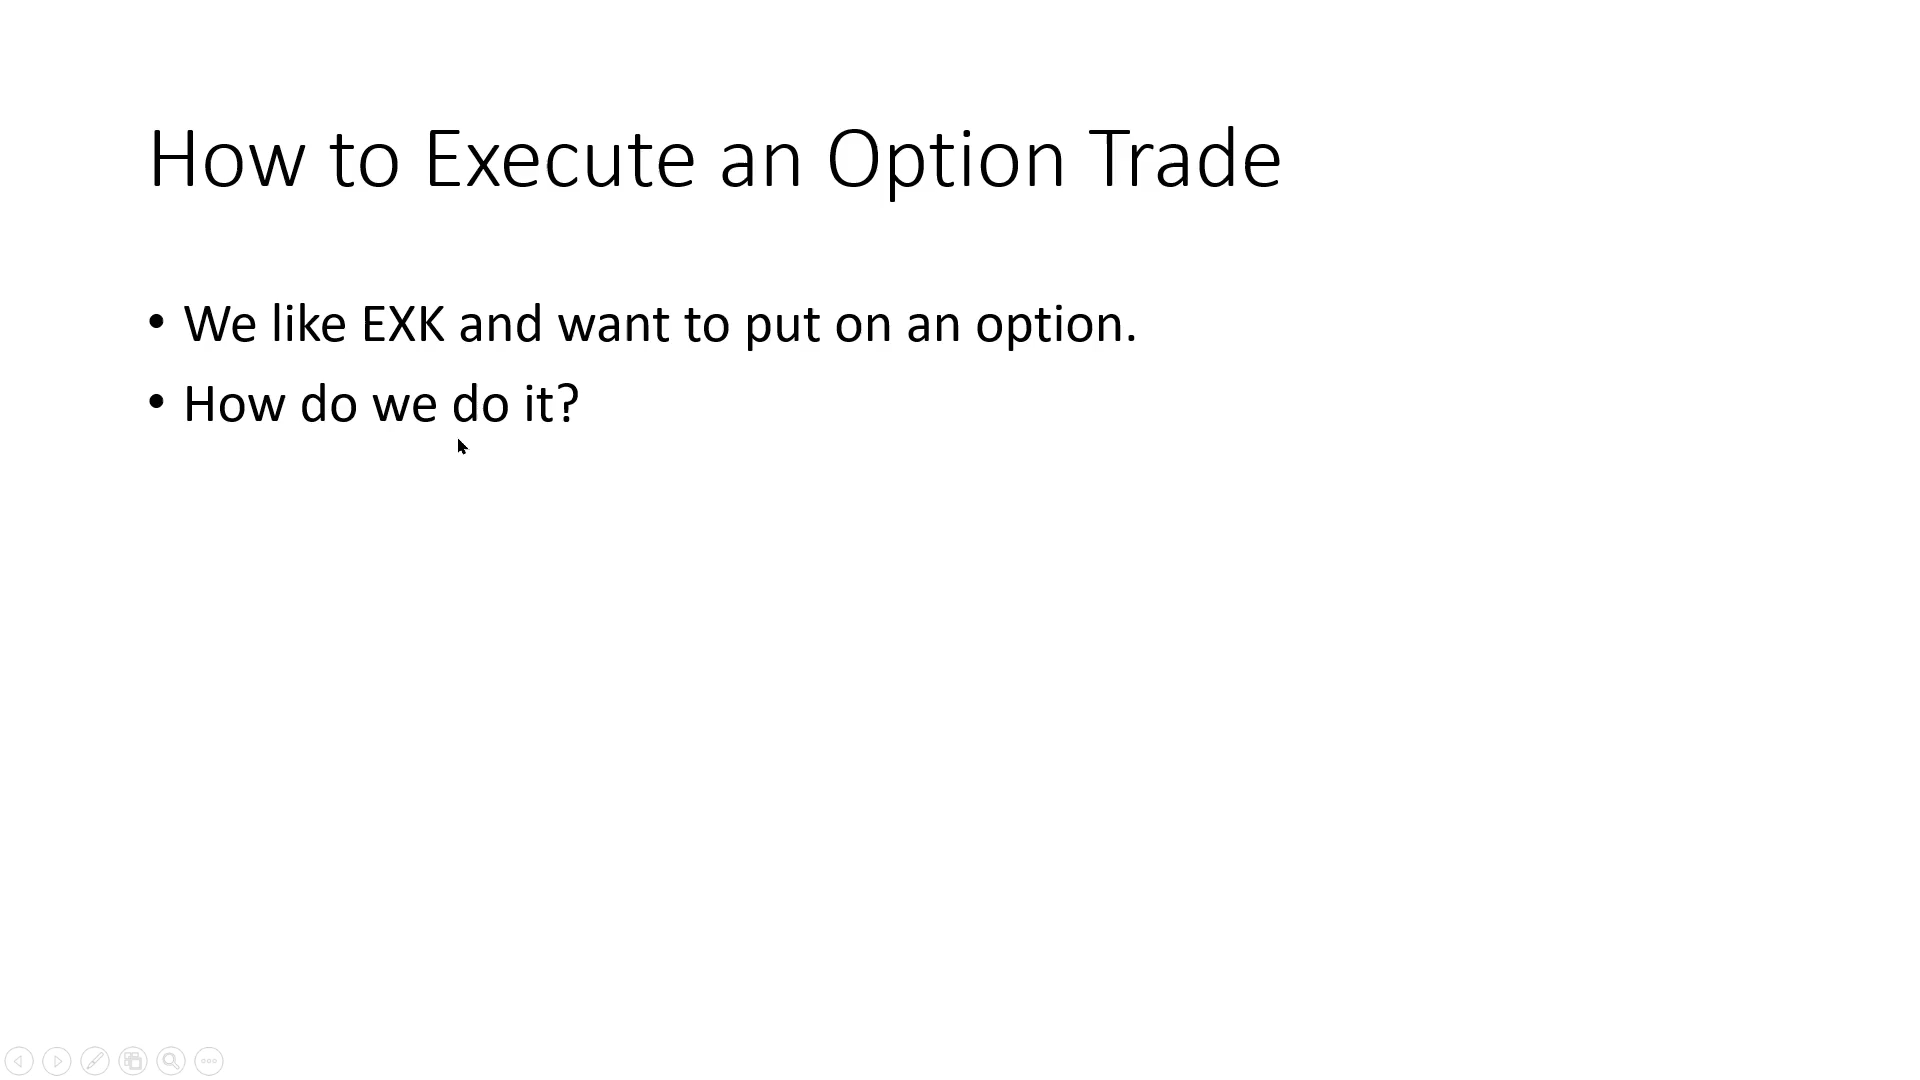 How to Execute an Option Trade
• We like EXK and want to put on an option.
• How do we do it?